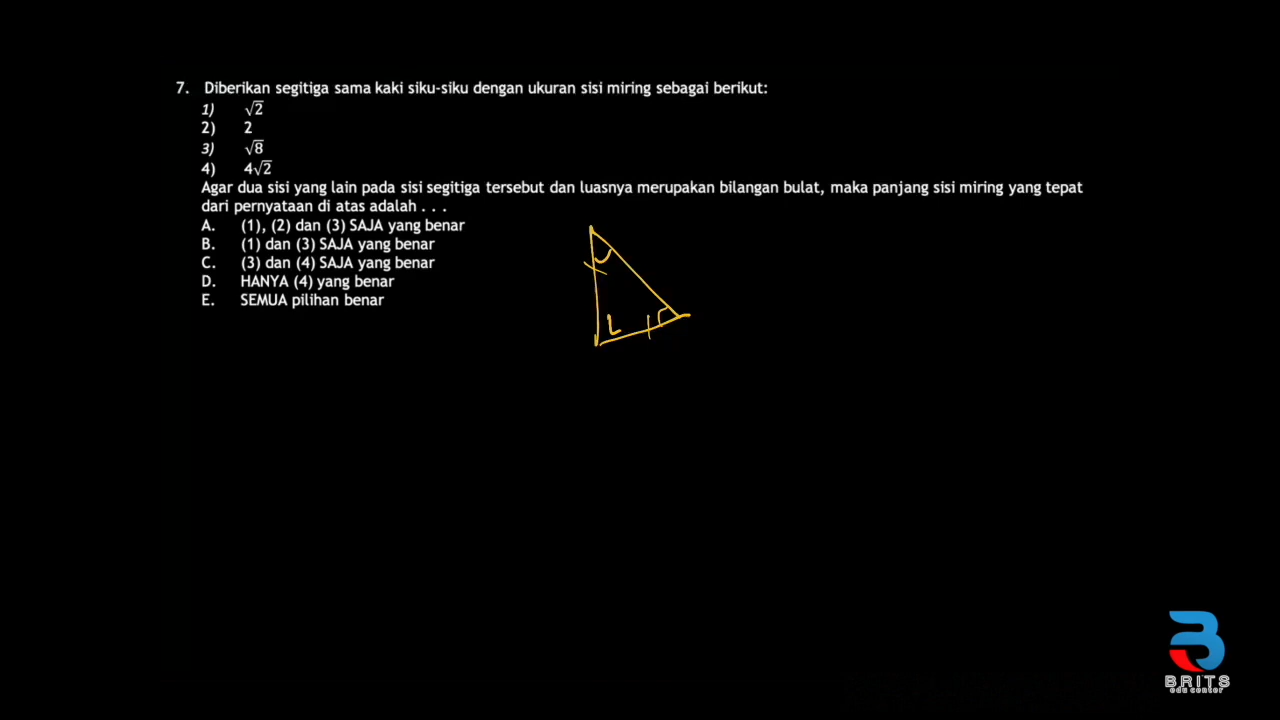 7. Diberikan segitiga sama kaki siku-siku dengan ukuran sisi miring sebagai berikut:
1) √2
2) 2
3) √8
4) 4√2
Agar dua sisi yang lain pada sisi segitiga tersebut dan luasnya merupakan bilangan bulat, maka panjang sisi miring yang tepat
dari pernyataan di atas adalah . . .
A. (1), (2) dan (3) SAJA yang benar
B. (1) dan (3) SAJA yang benar
C. (3) dan (4) SAJA yang benar
D. HANYA (4) yang benar
E. SEMUA pilihan benar
BRITS
edu center